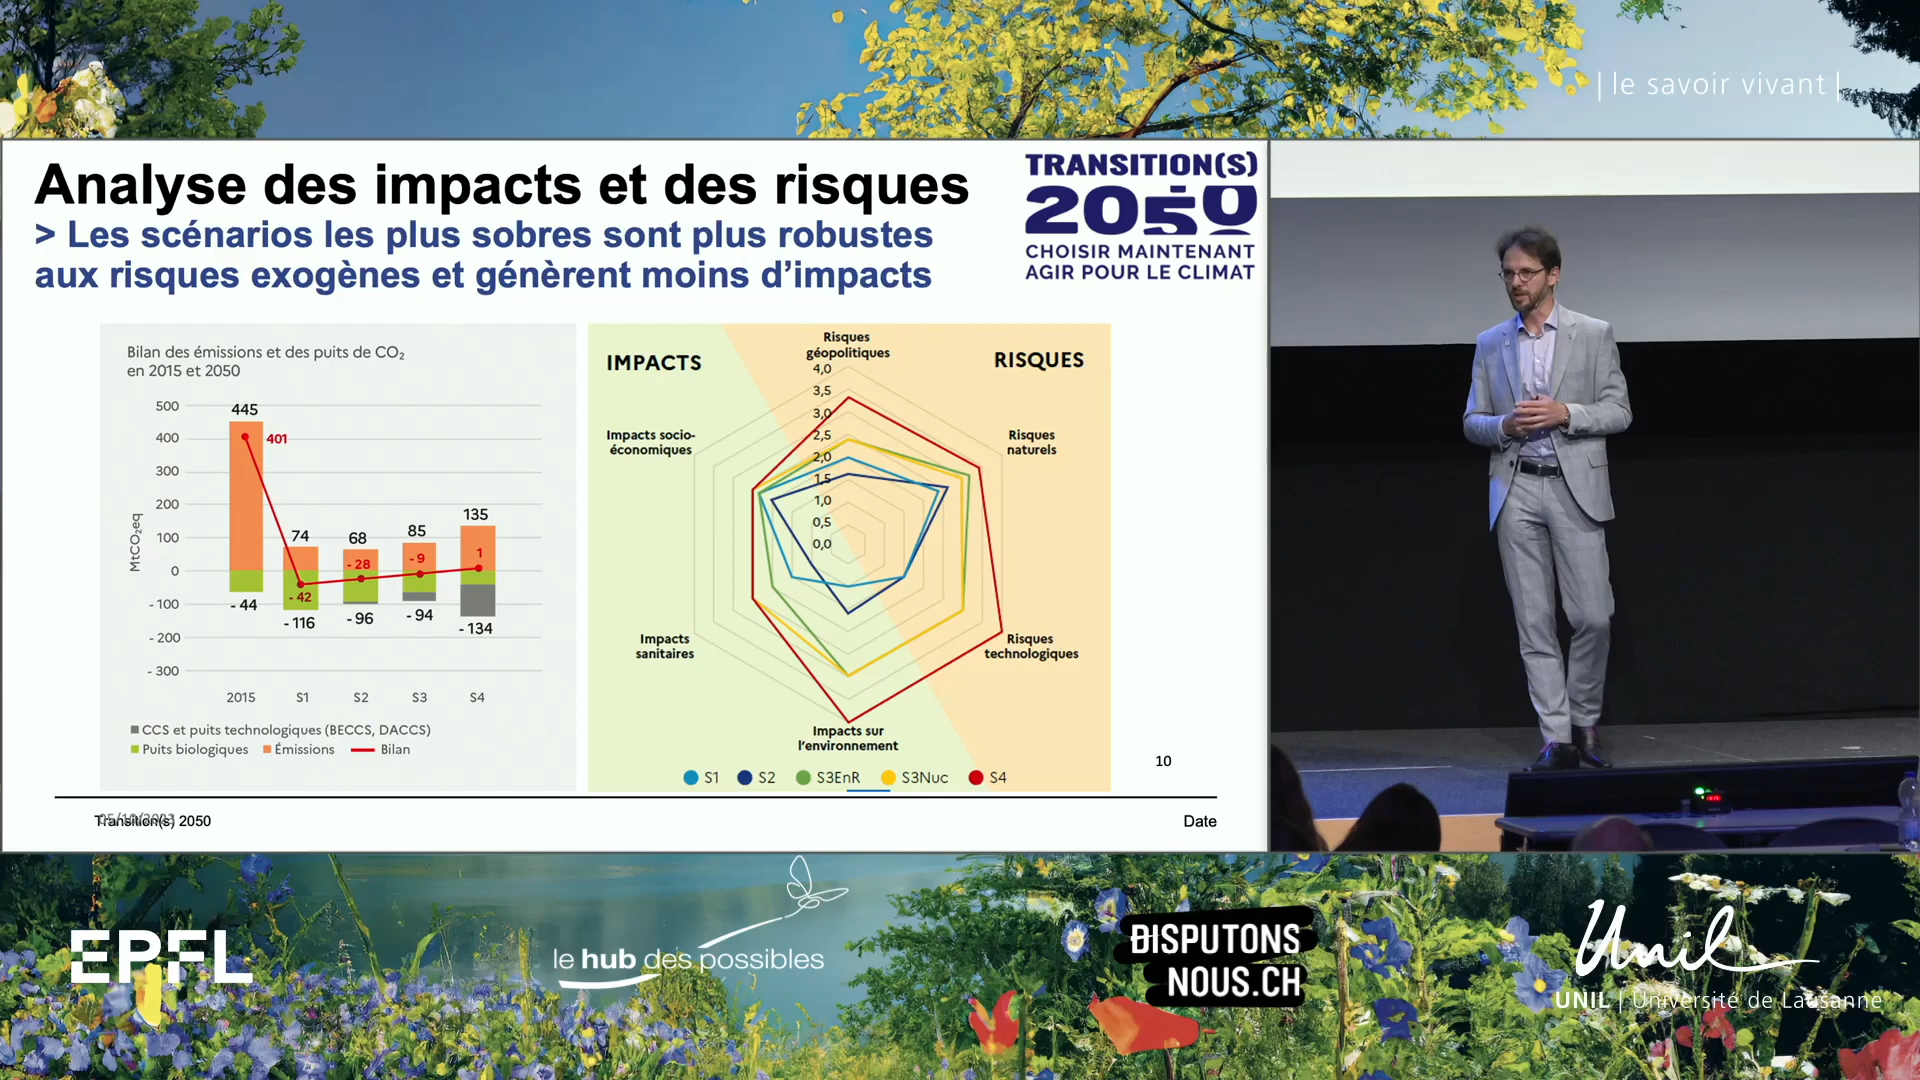 |le savoir vivant|
Analyse des impacts et des risques
> Les scénarios les plus sobres sont plus robustes
aux risques exogènes et génèrent moins d'impacts
TRANSITION(S)
2050
CHOISIR MAINTENANT
AGIR POUR LE CLIMAT
Bilan des émissions et des puits de CO₂
en 2015 et 2050
MtCO₂eq
500
400
300
200
100
0
- 100
- 200
- 300
445
401
- 44
74
- 42
- 116
68
- 28
- 96
85
- 9
- 94
135
1
- 134
2015 S1 S2 S3 S4
CCS et puits technologiques (BECCS, DACCS)
Puits biologiques Émissions Bilan
IMPACTS
RISQUES
Risques
géopolitiques
4,0
3,5
3,0
2,5
2,0
1,5
1,0
0,5
0,0
Impacts socio-
économiques
Risques
naturels
Impacts
sanitaires
Risques
technologiques
Impacts sur
l'environnement
S1 S2 S3EnR S3Nuc S4
10
05/10/2023
Transition(s) 2050
Date
EPFL
le hub des possibles
DISPUTONS
NOUS.CH
Unil
UNIL | Université de Lausanne